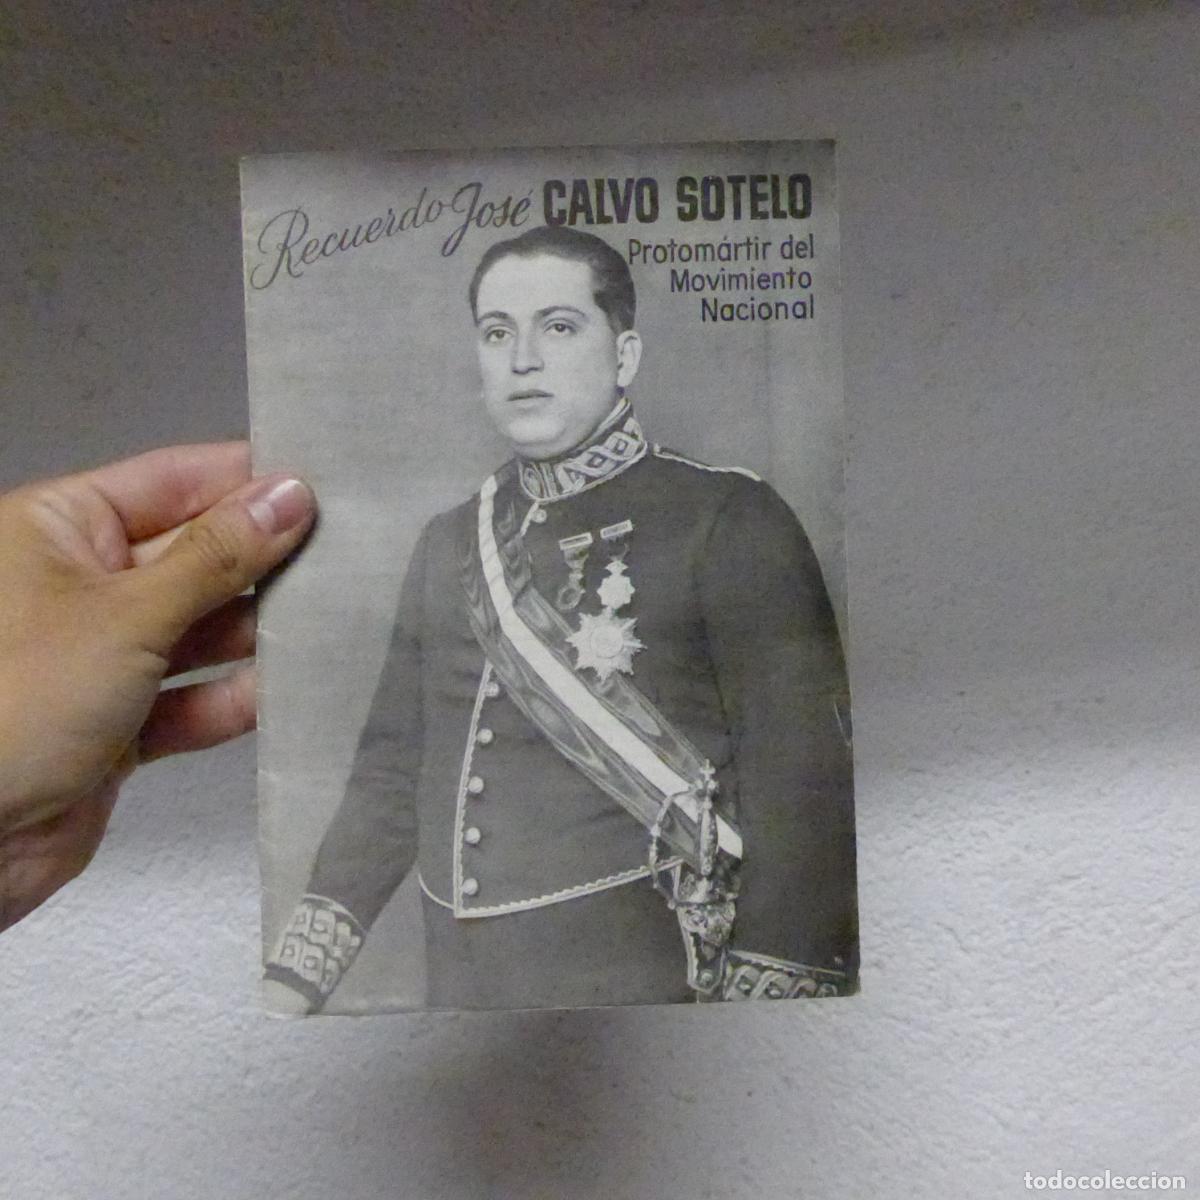 Recuerdo José CALVO SOTELO
Protomártir del
Movimiento
Nacional
todocoleccion